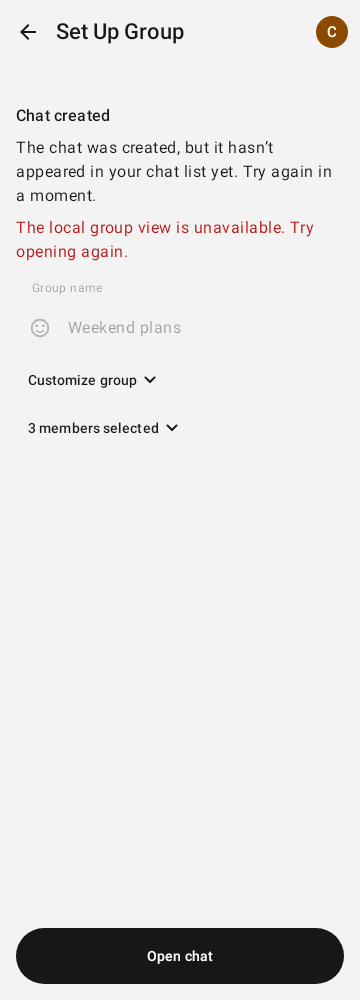 Set Up Group
C
Chat created
The chat was created, but it hasn’t
appeared in your chat list yet. Try again in
a moment.
The local group view is unavailable. Try
opening again.
Group name
Weekend plans
Customize group
3 members selected
Open chat